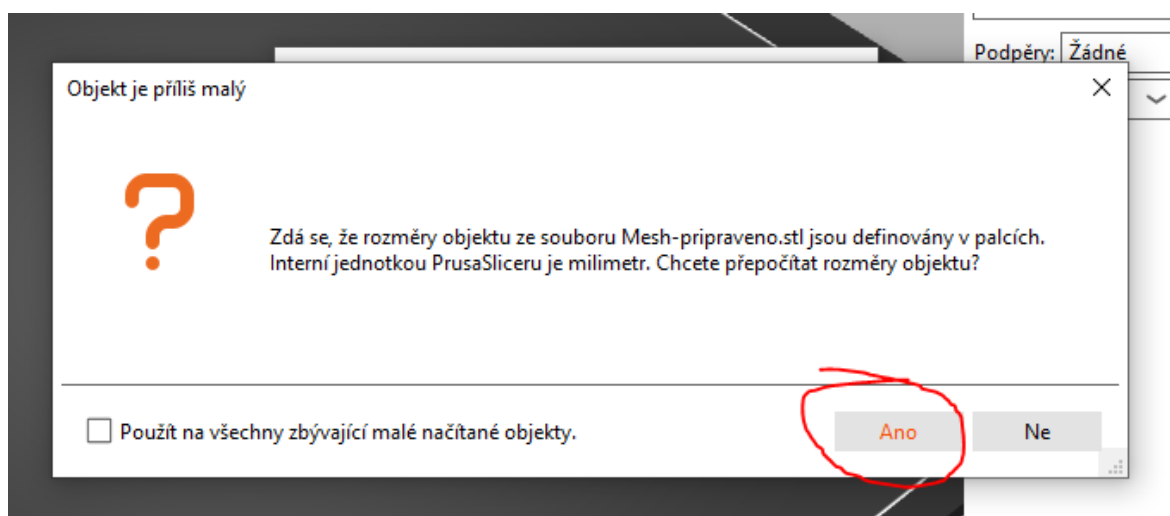 Podpěry: Žádné
Objekt je příliš malý
Zdá se, že rozměry objektu ze souboru Mesh-pripraveno.stl jsou definovány v palcích.
Interní jednotkou PrusaSliceru je milimetr. Chcete přepočítat rozměry objektu?
Použít na všechny zbývající malé načítané objekty.
Ano
Ne